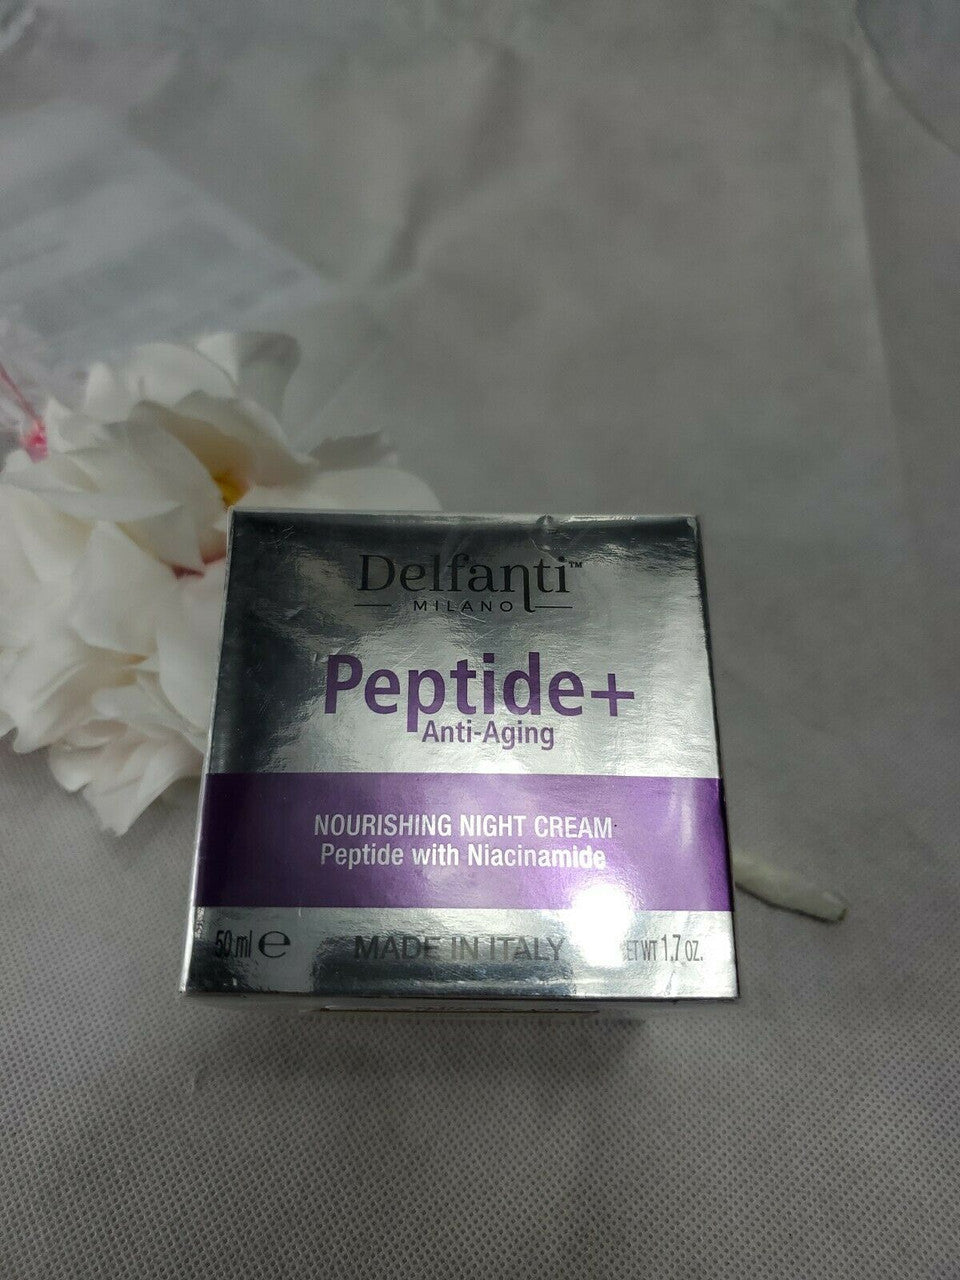 Delfanti™
MILANO
Peptide+
Anti-Aging
NOURISHING NIGHT CREAM
Peptide with Niacinamide
50 ml ℮ MADE IN ITALY WT 1.7 oz.